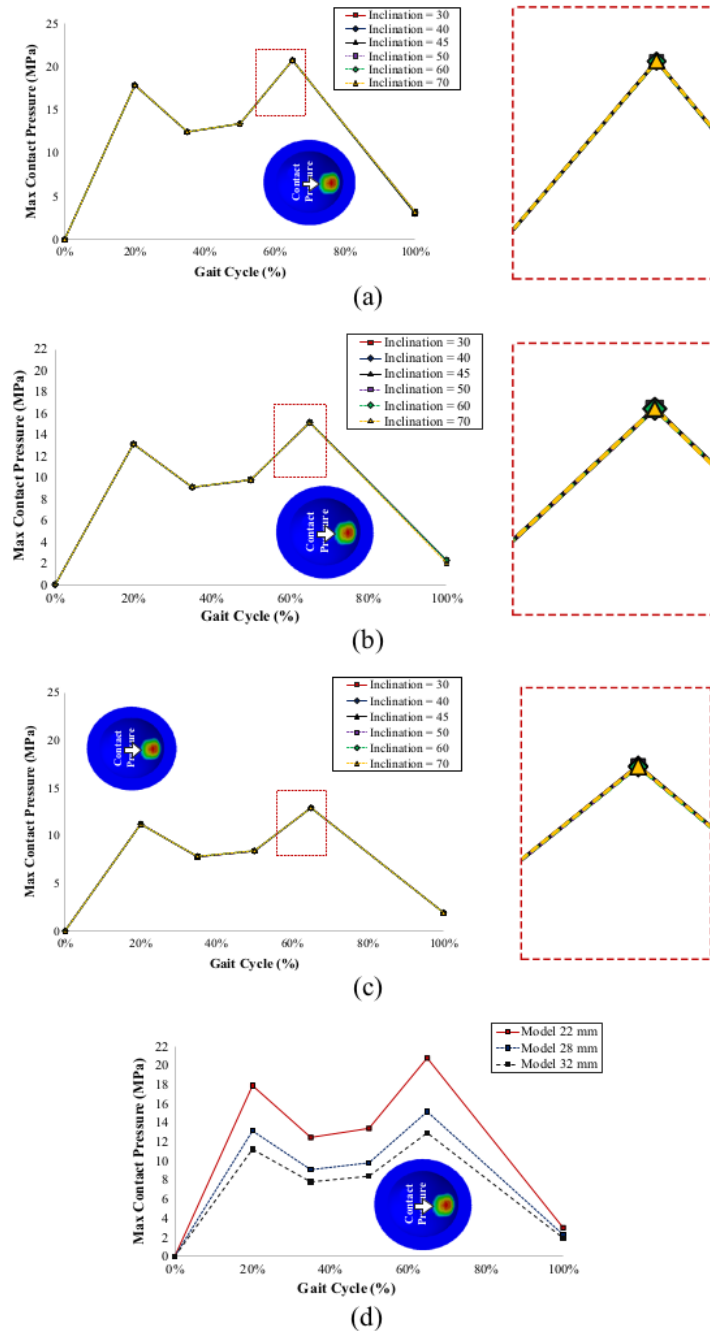 25
20
15
10
5
0
Max Contact Pressure (MPa)
Inclination = 30
Inclination = 40
Inclination = 45
Inclination = 50
Inclination = 60
Inclination = 70
Contact
Pressure
0% 20% 40% 60% 80% 100%
Gait Cycle (%)
(a)
22
20
18
16
14
12
10
8
6
4
2
0
Max Contact Pressure (MPa)
Inclination = 30
Inclination = 40
Inclination = 45
Inclination = 50
Inclination = 60
Inclination = 70
Contact
Pressure
0% 20% 40% 60% 80% 100%
Gait Cycle (%)
(b)
25
20
15
10
5
0
Max Contact Pressure (MPa)
Contact
Pressure
Inclination = 30
Inclination = 40
Inclination = 45
Inclination = 50
Inclination = 60
Inclination = 70
0% 20% 40% 60% 80% 100%
Gait Cycle (%)
(c)
22
20
18
16
14
12
10
8
6
4
2
0
Max Contact Pressure (MPa)
Model 22 mm
Model 28 mm
Model 32 mm
Contact
Pressure
0% 20% 40% 60% 80% 100%
Gait Cycle (%)
(d)